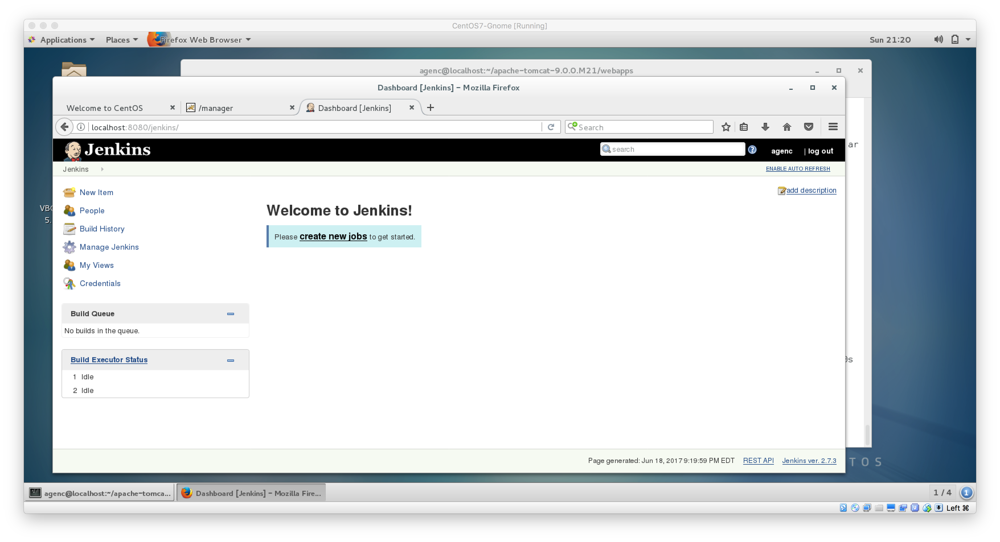 CentOS7-Gnome [Running]
Applications Places Firefox Web Browser Sun 21:20
agenc@localhost:~/apache-tomcat-9.0.0.M21/webapps
Dashboard [Jenkins] - Mozilla Firefox
Welcome to CentOS /manager Dashboard [Jenkins]
localhost:8080/jenkins/ Search
Jenkins search agenc | log out
ar
Jenkins ENABLE AUTO REFRESH
New Item add description
People
Welcome to Jenkins!
Build History
Please create new jobs to get started.
Manage Jenkins
My Views
Credentials
5.
Build Queue
No builds in the queue.
Build Executor Status
1 Idle
2 Idle
Page generated: Jun 18, 2017 9:19:59 PM EDT REST API Jenkins ver. 2.7.3
TOS
agenc@localhost:~/apache-tomca... Dashboard [Jenkins] - Mozilla Fire... 1 / 4 1
Left ⌘